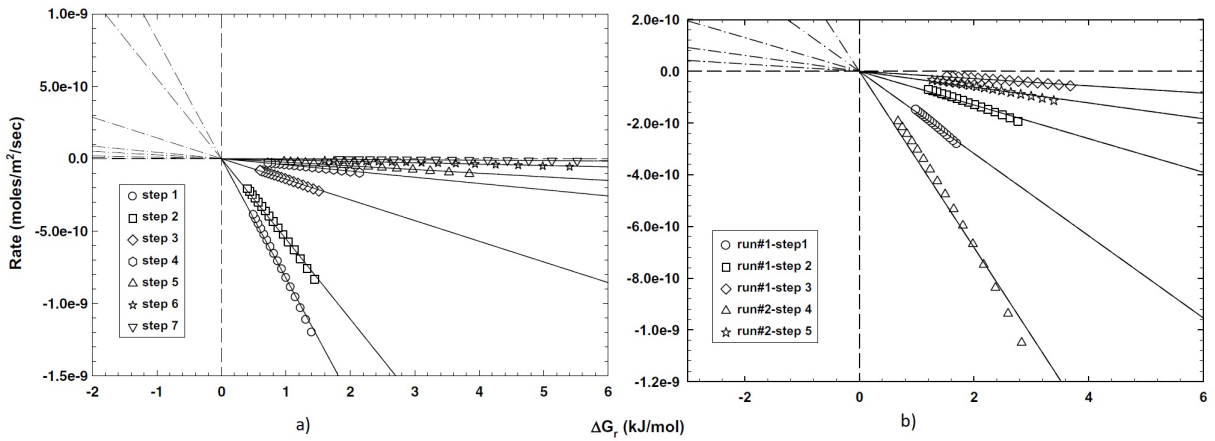 1.0e-9
5.0e-10
0.0
-5.0e-10
-1.0e-9
-1.5e-9
Rate (moles/m²/sec)
step 1
step 2
step 3
step 4
step 5
step 6
step 7
-2 -1 0 1 2 3 4 5 6
a)
2.0e-10
0.0
-2.0e-10
-4.0e-10
-6.0e-10
-8.0e-10
-1.0e-9
-1.2e-9
run#1-step1
run#1-step 2
run#1-step 3
run#2-step 4
run#2-step 5
-2 0 2 4 6
b)
ΔGr (kJ/mol)